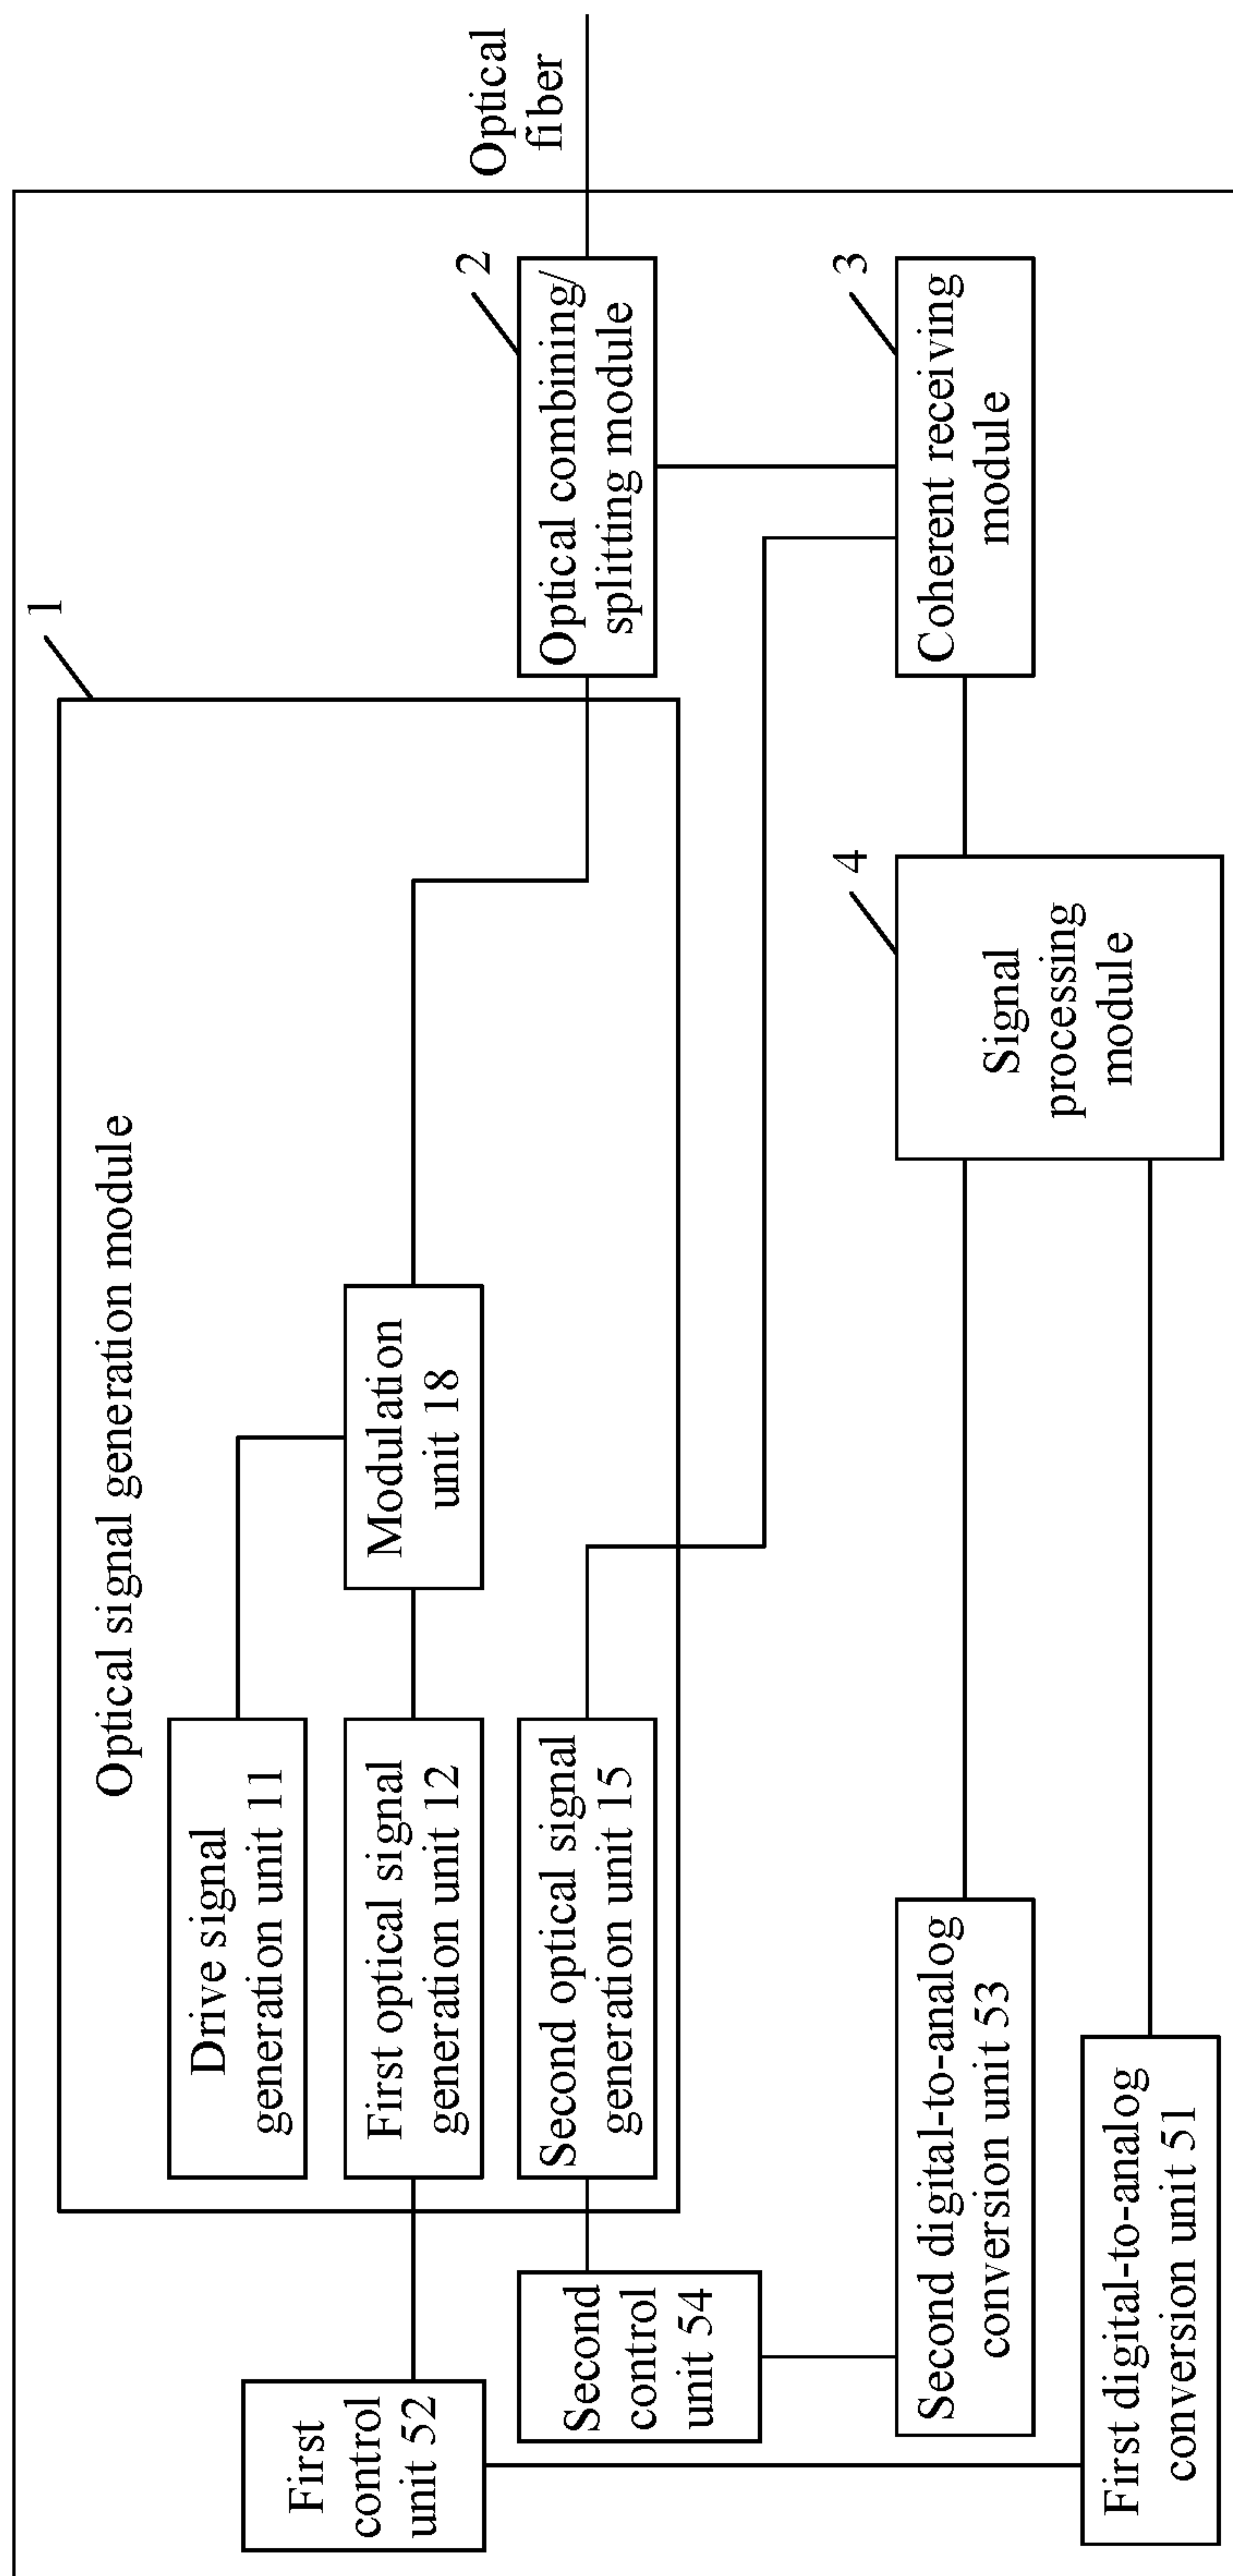 Optical signal generation module
1
Drive signal
generation unit 11
First optical signal
generation unit 12
Second optical signal
generation unit 15
Modulation
unit 18
First
control
unit 52
Second
control
unit 54
2
Optical combining/
splitting module
Optical
fiber
3
Coherent receiving
module
4
Signal
processing
module
Second digital-to-analog
conversion unit 53
First digital-to-analog
conversion unit 51